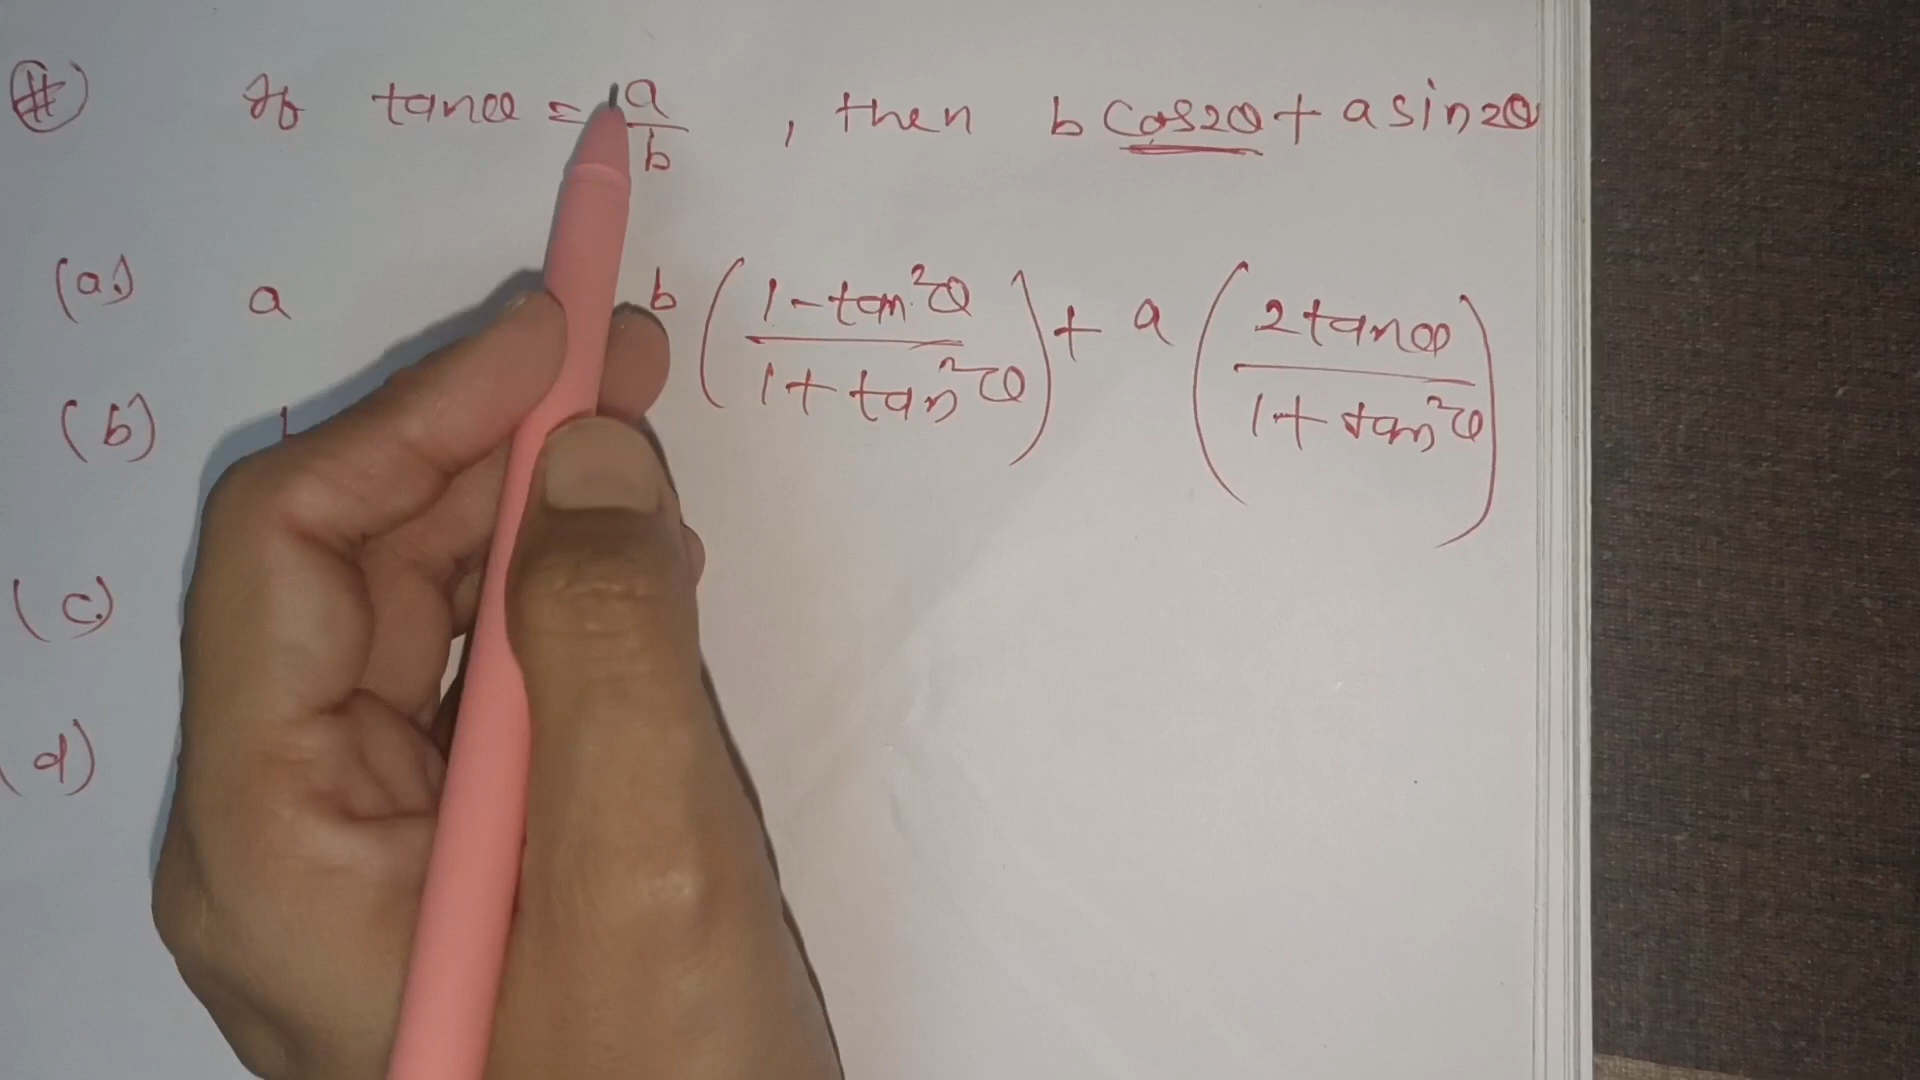 # If tanθ = a/b , then b cos2θ + a sin2θ
(a) a
b ( (1 - tan²θ) / (1 + tan²θ) ) + a ( (2tanθ) / (1 + tan²θ) )
(b)
(c)
(d)